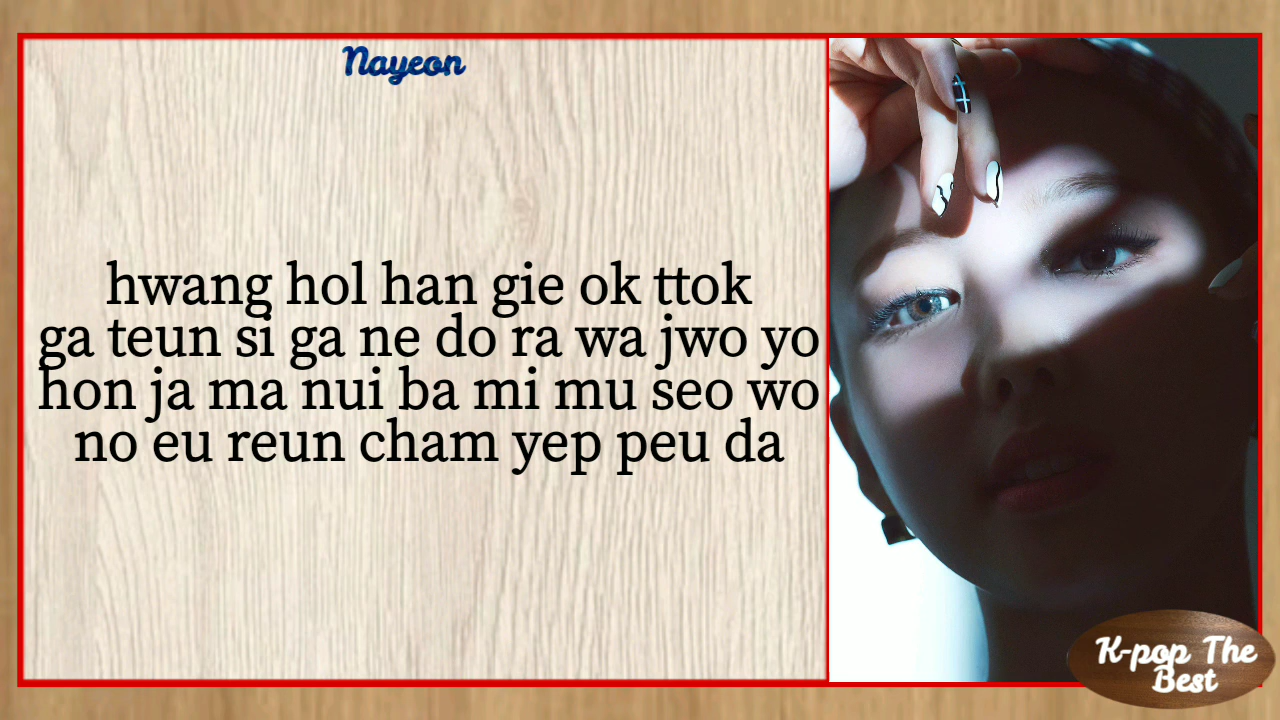 Nayeon
hwang hol han gie ok ttok
ga teun si ga ne do ra wa jwo yo
hon ja ma nui ba mi mu seo wo
no eu reun cham yep peu da
K-pop The
Best